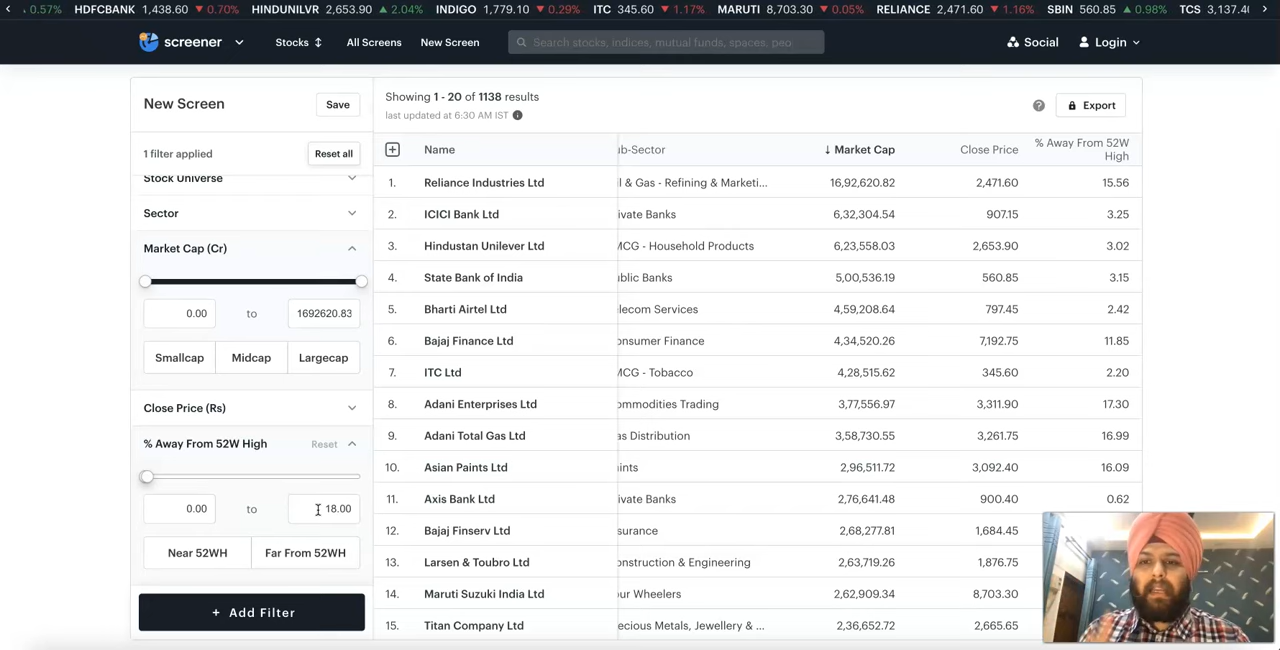 0.57% HDFCBANK 1,438.60 ▼ 0.70% HINDUNILVR 2,653.90 ▲ 2.04% INDIGO 1,779.10 ▼ 0.29% ITC 345.60 ▼ 1.17% MARUTI 8,703.30 ▼ 0.05% RELIANCE 2,471.60 ▼ 1.16% SBIN 560.85 ▲ 0.98% TCS
screener Stocks All Screens New Screen Search stocks, indices, mutual funds, spaces, peo Social Login
New Screen Save
Showing 1 - 20 of 1138 results
last updated at 6:30 AM IST
Export
1 filter applied Reset all
Stock Universe
Sector
Market Cap (Cr)
0.00 to 1692620.83
Smallcap Midcap Largecap
Close Price (Rs)
% Away From 52W High Reset
0.00 to 18.00
Near 52WH Far From 52WH
+ Add Filter
Name ub-Sector ↓ Market Cap Close Price % Away From 52W
High
1. Reliance Industries Ltd il & Gas - Refining & Marketi... 16,92,620.82 2,471.60 15.56
2. ICICI Bank Ltd ivate Banks 6,32,304.54 907.15 3.25
3. Hindustan Unilever Ltd MCG - Household Products 6,23,558.03 2,653.90 3.02
4. State Bank of India ublic Banks 5,00,536.19 560.85 3.15
5. Bharti Airtel Ltd lecom Services 4,59,208.64 797.45 2.42
6. Bajaj Finance Ltd onsumer Finance 4,34,520.26 7,192.75 11.85
7. ITC Ltd MCG - Tobacco 4,28,515.62 345.60 2.20
8. Adani Enterprises Ltd ommodities Trading 3,77,556.97 3,311.90 17.30
9. Adani Total Gas Ltd as Distribution 3,58,730.55 3,261.75 16.99
10. Asian Paints Ltd ints 2,96,511.72 3,092.40 16.09
11. Axis Bank Ltd ivate Banks 2,76,641.48 900.40 0.62
12. Bajaj Finserv Ltd surance 2,68,277.81 1,684.45
13. Larsen & Toubro Ltd onstruction & Engineering 2,63,719.26 1,876.75
14. Maruti Suzuki India Ltd our Wheelers 2,62,909.34 8,703.30
15. Titan Company Ltd ecious Metals, Jewellery & ... 2,36,652.72 2,665.65